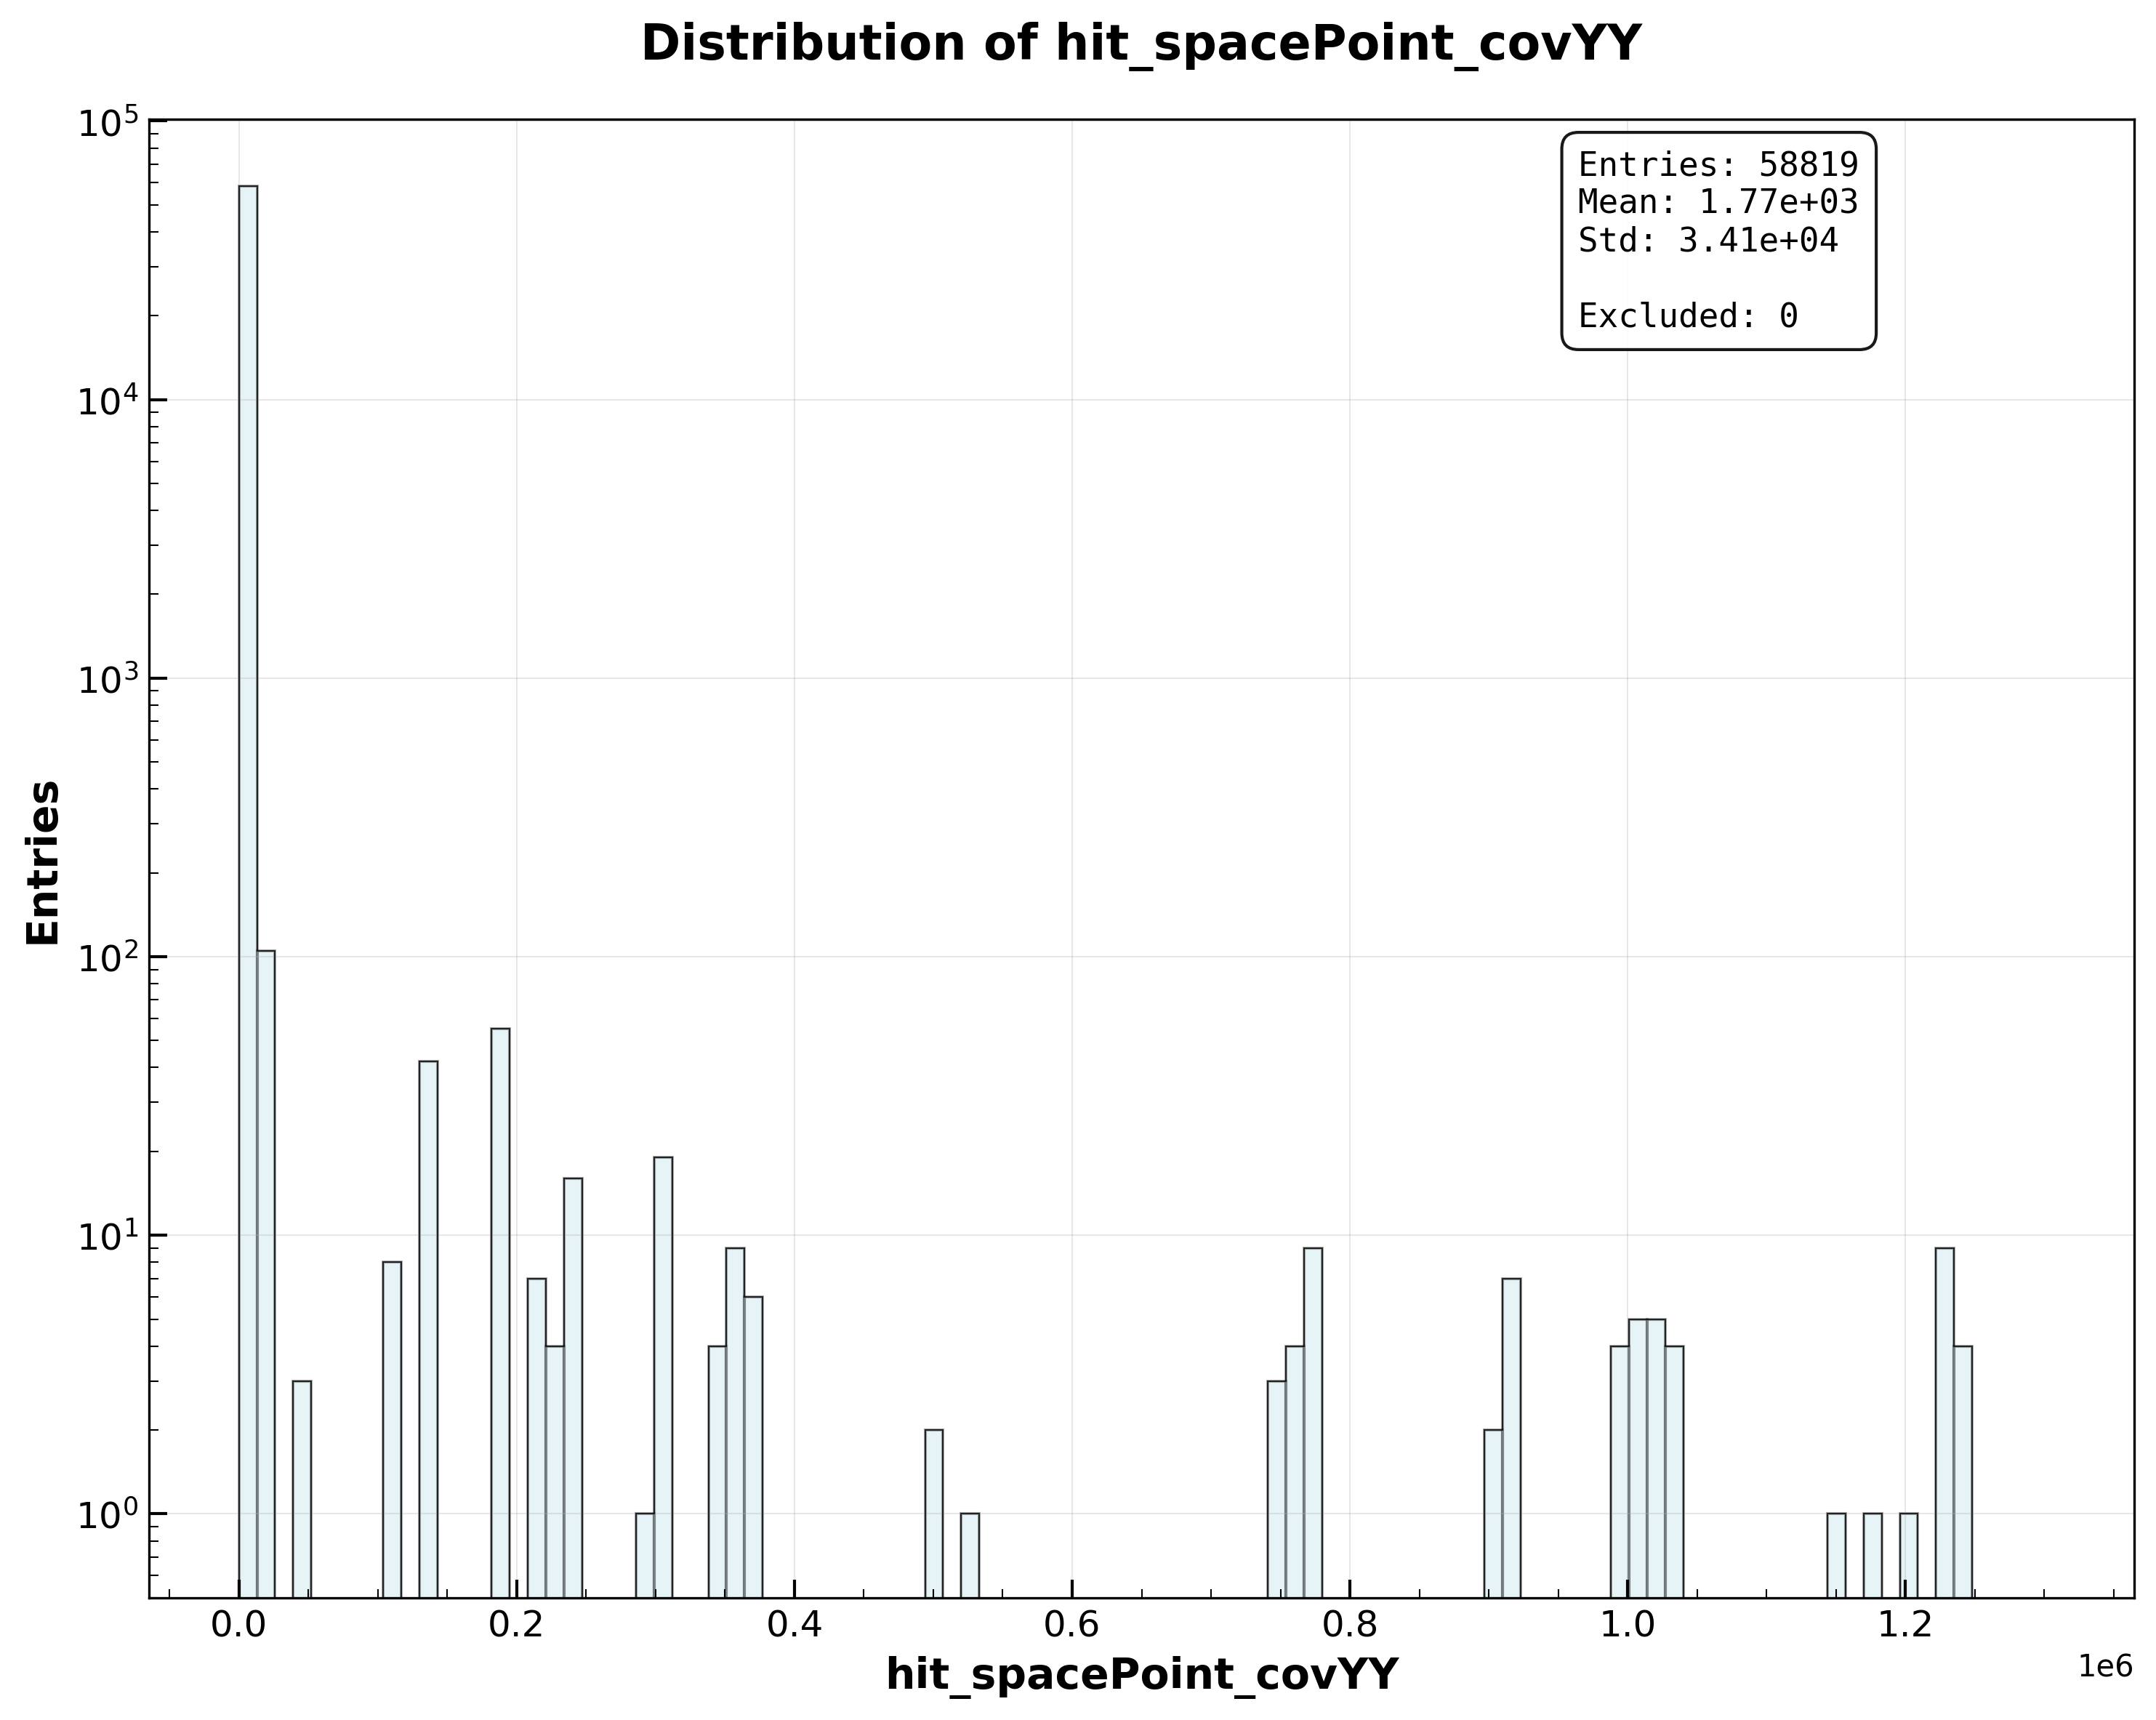 Distribution of hit_spacePoint_covYY
10^5
10^4
10^3
10^2
10^1
10^0
Entries
Entries: 58819
Mean: 1.77e+03
Std: 3.41e+04
Excluded: 0
0.0 0.2 0.4 0.6 0.8 1.0 1.2
1e6
hit_spacePoint_covYY